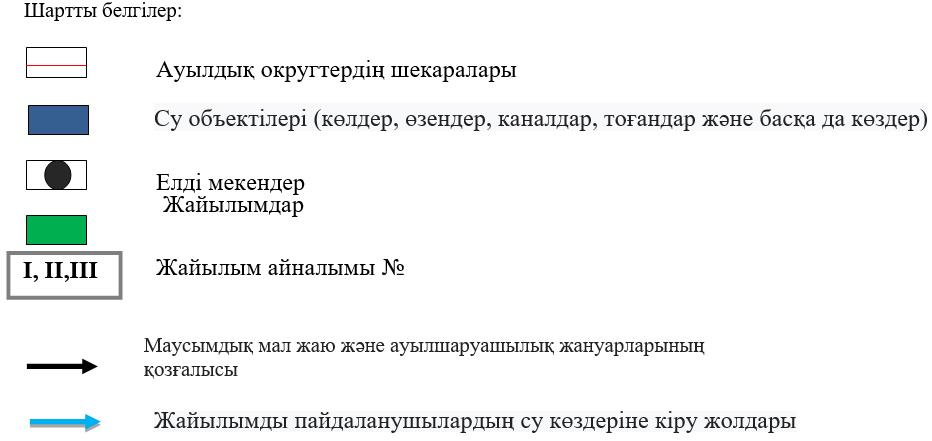 Шартты белгілер:
Ауылдық округтердің шекаралары
Су объектілері (көлдер, өзендер, каналдар, тоғандар және басқа да көздер)
Елді мекендер
Жайылымдар
I, II,III
Жайылым айналымы №
Маусымдық мал жаю және ауылшаруашылық жануарларының
қозғалысы
Жайылымды пайдаланушылардың су көздеріне кіру жолдары